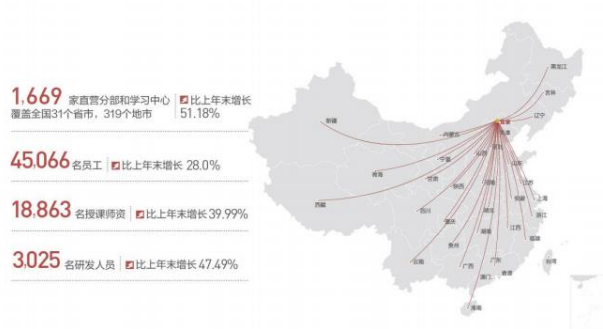 1,669 家直营分部和学习中心 比上年末增长
覆盖全国31个省市，319个地市 51.18%
45,066 名员工 比上年末增长 28.0%
18,863 名授课师资 比上年末增长 39.99%
3,025 名研发人员 比上年末增长 47.49%
黑龙江
吉林
辽宁
新疆
内蒙古
北京
天津
河北
山西
宁夏
山东
青海
甘肃
陕西
河南
江苏
西藏
安徽
上海
四川
湖北
浙江
重庆
江西
湖南
福建
贵州
云南
广西
广东
台湾
澳门
香港
海南